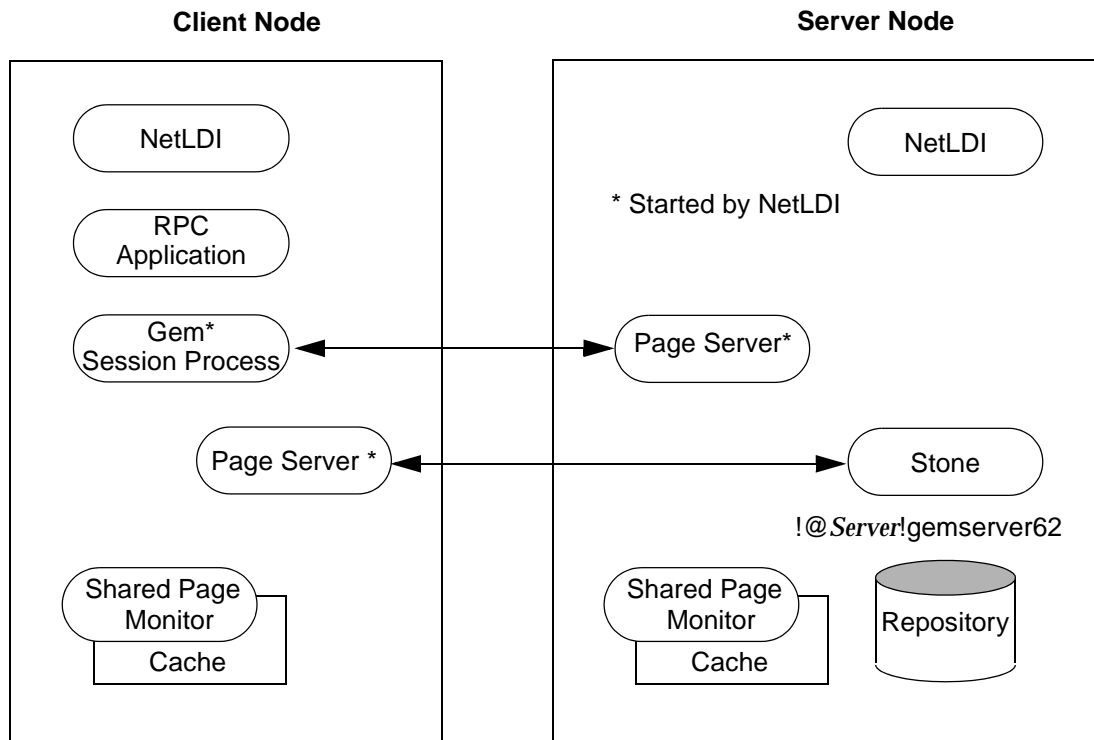 Client Node
Server Node
NetLDI
NetLDI
* Started by NetLDI
RPC
Application
Gem*
Session Process
Page Server*
Page Server *
Stone
!@Server!gemserver62
Shared Page
Monitor
Cache
Shared Page
Monitor
Cache
Repository